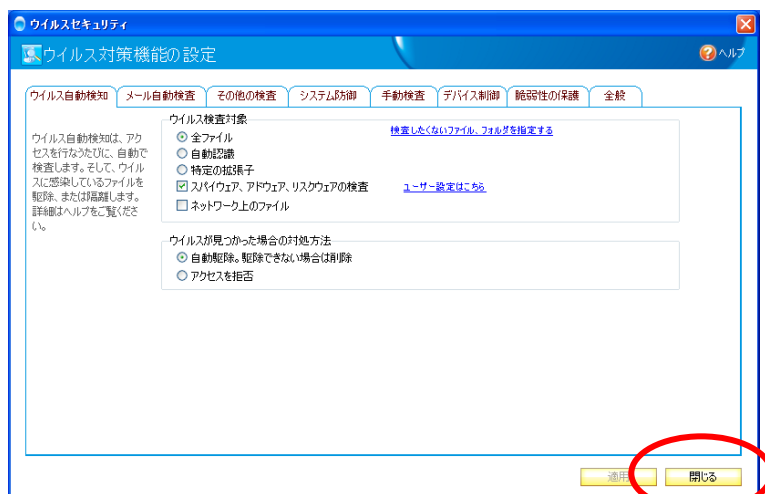 ウイルスセキュリティ
ウイルス対策機能の設定
ヘルプ
ウイルス自動検知 メール自動検査 その他の検査 システム防御 手動検査 デバイス制御 脆弱性の保護 全般
ウイルス自動検知は、アク
セスを行なうたびに、自動で
検査します。そして、ウイル
スに感染しているファイルを
駆除、または隔離します。
詳細はヘルプをご覧くださ
い。
ウイルス検査対象
全ファイル
検査したくないファイル、フォルダを指定する
自動認識
特定の拡張子
スパイウェア、アドウェア、リスクウェアの検査
ユーザー設定はこちら
ネットワーク上のファイル
ウイルスが見つかった場合の対処方法
自動駆除。駆除できない場合は削除
アクセスを拒否
適用
閉じる